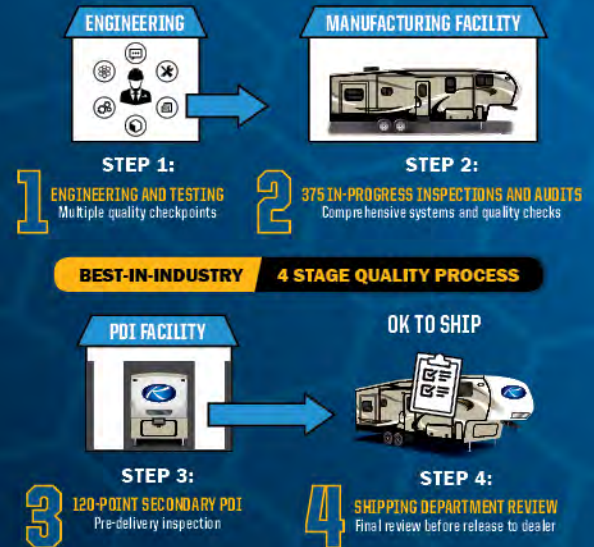 ENGINEERING
MANUFACTURING FACILITY
STEP 1:
1 ENGINEERING AND TESTING
Multiple quality checkpoints
STEP 2:
2 375 IN-PROGRESS INSPECTIONS AND AUDITS
Comprehensive systems and quality checks
BEST-IN-INDUSTRY 4 STAGE QUALITY PROCESS
PDI FACILITY
OK TO SHIP
R
R
STEP 3:
3 120-POINT SECONDARY PDI
Pre-delivery inspection
STEP 4:
4 SHIPPING DEPARTMENT REVIEW
Final review before release to dealer